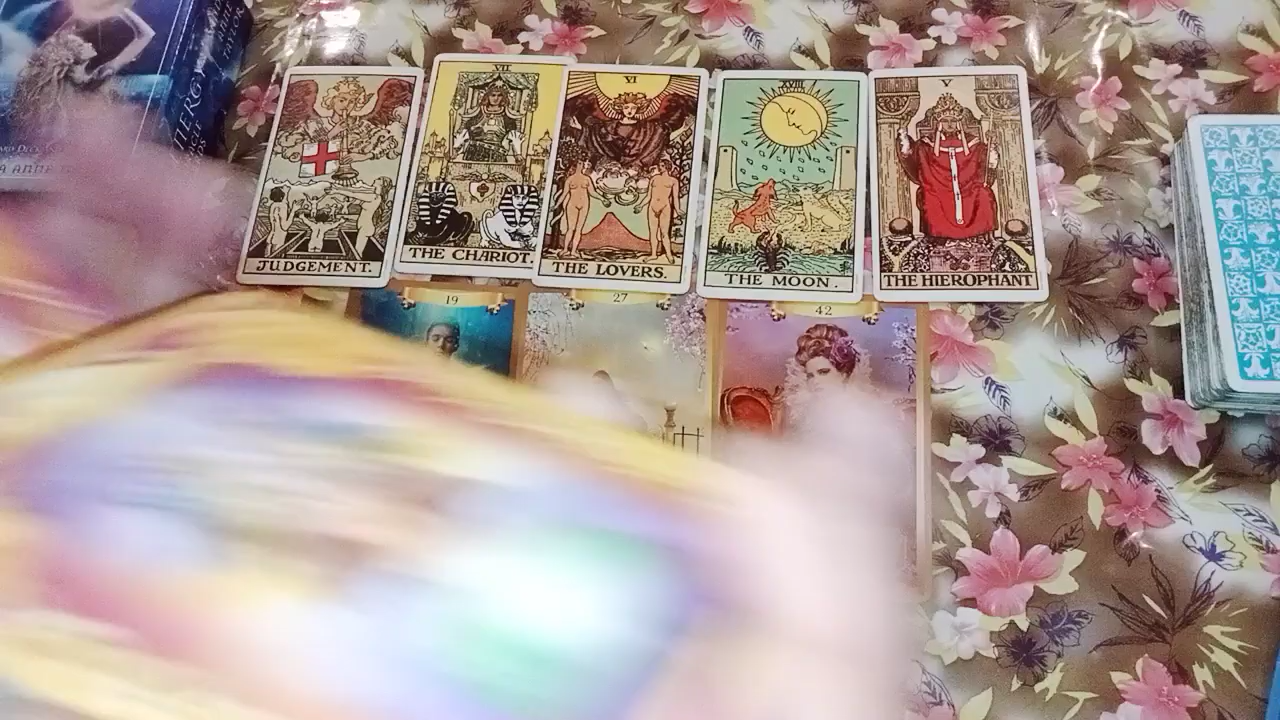 XX
JUDGEMENT.
VII
THE CHARIOT.
VI
THE LOVERS.
XVIII
THE MOON.
V
THE HIEROPHANT
19
27
42